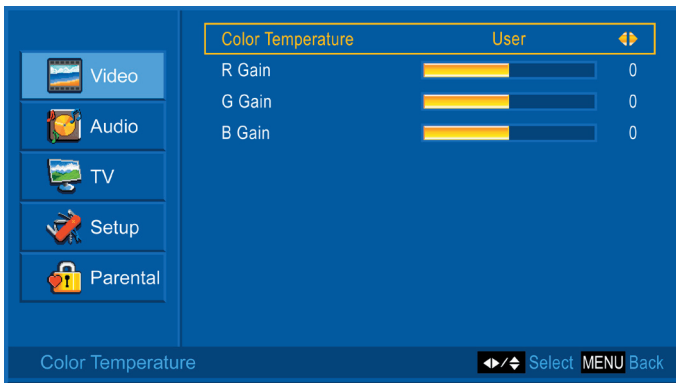 Color Temperature User
R Gain 0
G Gain 0
B Gain 0
Video
Audio
TV
Setup
Parental
Color Temperature
Select MENU Back